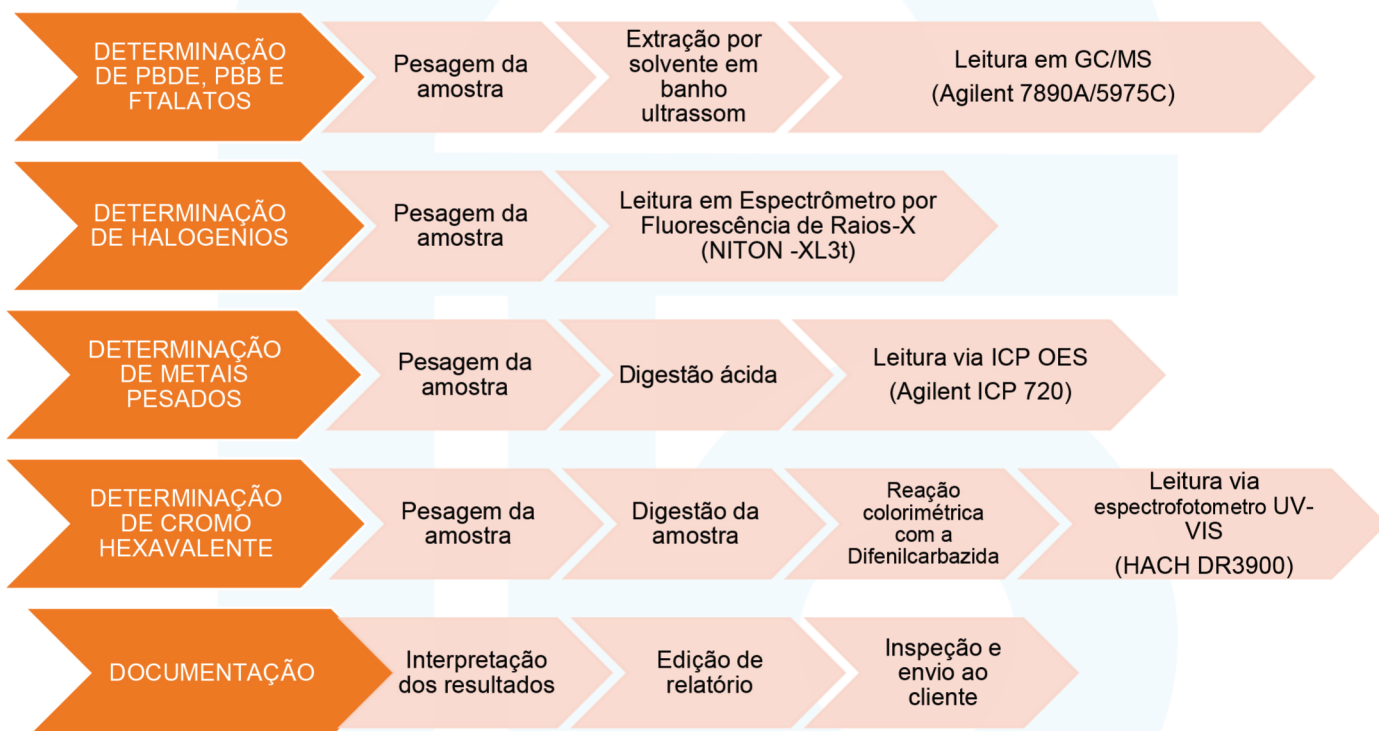 DETERMINAÇÃO
DE PBDE, PBB E
FTALATOS
Pesagem da
amostra
Extração por
solvente em
banho
ultrassom
Leitura em GC/MS
(Agilent 7890A/5975C)
DETERMINAÇÃO
DE HALOGENIOS
Pesagem da
amostra
Leitura em Espectrômetro por
Fluorescência de Raios-X
(NITON -XL3t)
DETERMINAÇÃO
DE METAIS
PESADOS
Pesagem da
amostra
Digestão ácida
Leitura via ICP OES
(Agilent ICP 720)
DETERMINAÇÃO
DE CROMO
HEXAVALENTE
Pesagem da
amostra
Digestão da
amostra
Reação
colorimétrica
com a
Difenilcarbazida
Leitura via
espectrofotometro UV-
VIS
(HACH DR3900)
DOCUMENTAÇÃO
Interpretação
dos resultados
Edição de
relatório
Inspeção e
envio ao
cliente